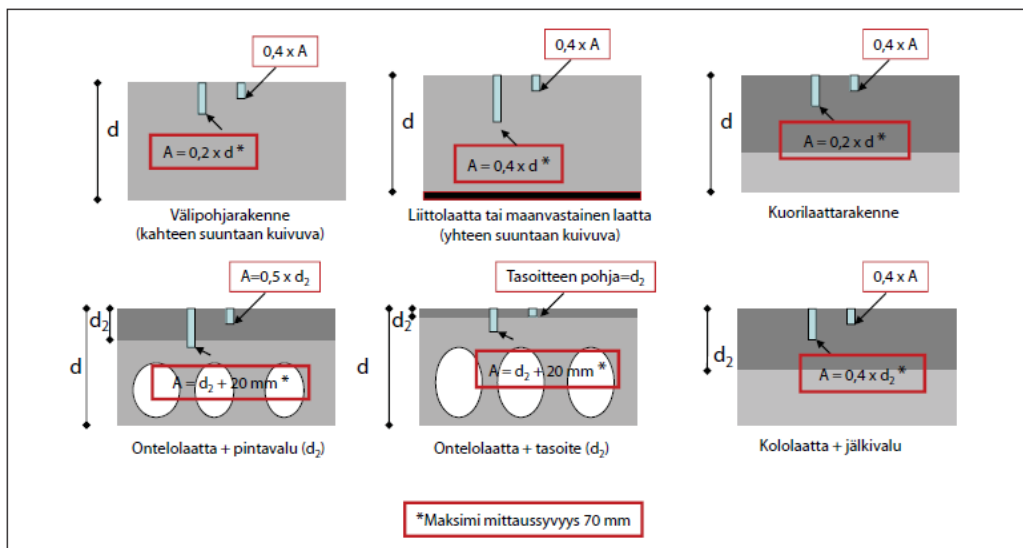 0,4 x A
d
A = 0,2 x d *
Välipohjarakenne
(kahteen suuntaan kuivuva)
0,4 x A
d
A = 0,4 x d *
Liittolaatta tai maanvastainen laatta
(yhteen suuntaan kuivuva)
0,4 x A
d
A = 0,2 x d *
Kuorilaattarakenne
A=0,5 x d₂
d₂
d
A = d₂ + 20 mm *
Ontelolaatta + pintavalu (d₂)
Tasoitteen pohja=d₂
d₂
d
A = d₂ + 20 mm *
Ontelolaatta + tasoite (d₂)
0,4 x A
d₂
A = 0,4 x d₂ *
Kololaatta + jälkivalu
*Maksimi mittaussyvyys 70 mm